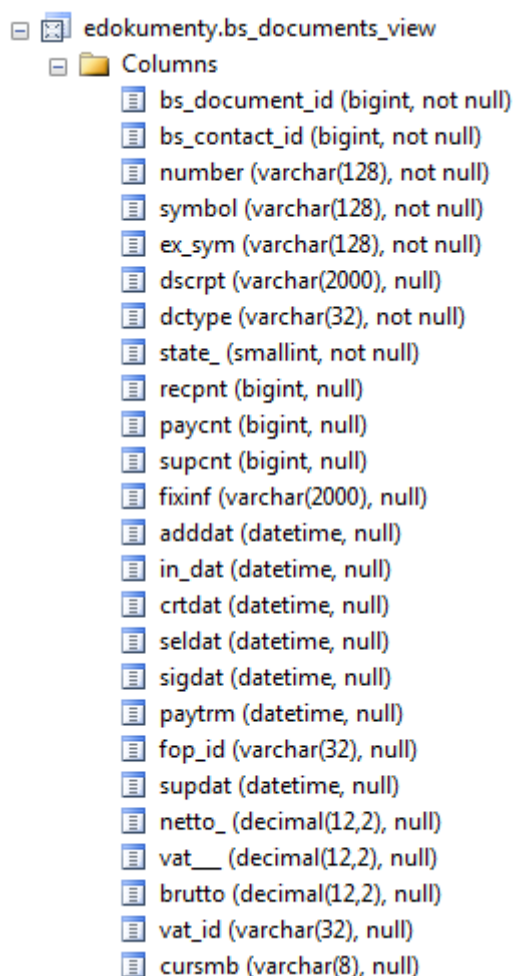 edokumenty.bs_documents_view
Columns
bs_document_id (bigint, not null)
bs_contact_id (bigint, not null)
number (varchar(128), not null)
symbol (varchar(128), not null)
ex_sym (varchar(128), not null)
dscrpt (varchar(2000), null)
dctype (varchar(32), not null)
state_ (smallint, not null)
recpnt (bigint, null)
paycnt (bigint, null)
supcnt (bigint, null)
fixinf (varchar(2000), null)
adddat (datetime, null)
in_dat (datetime, null)
crtdat (datetime, null)
seldat (datetime, null)
sigdat (datetime, null)
paytrm (datetime, null)
fop_id (varchar(32), null)
supdat (datetime, null)
netto_ (decimal(12,2), null)
vat___ (decimal(12,2), null)
brutto (decimal(12,2), null)
vat_id (varchar(32), null)
cursmb (varchar(8), null)